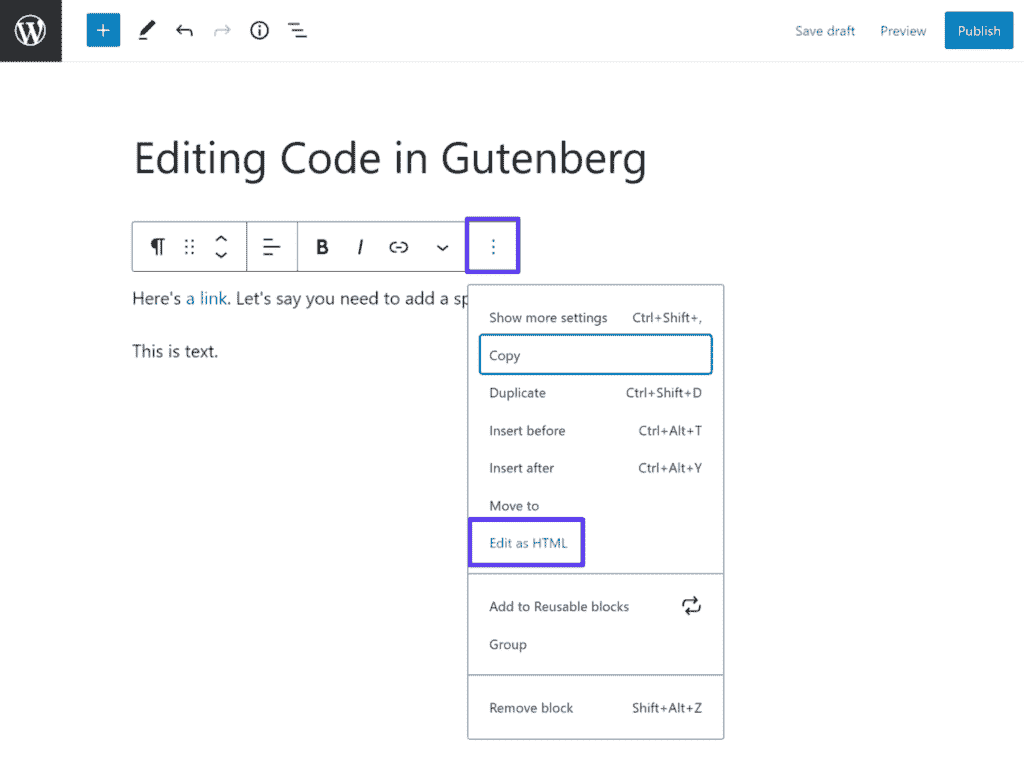 Save draft Preview Publish
Editing Code in Gutenberg
B I
Here's a link. Let's say you need to add a sp
Show more settings Ctrl+Shift+,
Copy
This is text.
Duplicate Ctrl+Shift+D
Insert before Ctrl+Alt+T
Insert after Ctrl+Alt+Y
Move to
Edit as HTML
Add to Reusable blocks
Group
Remove block Shift+Alt+Z